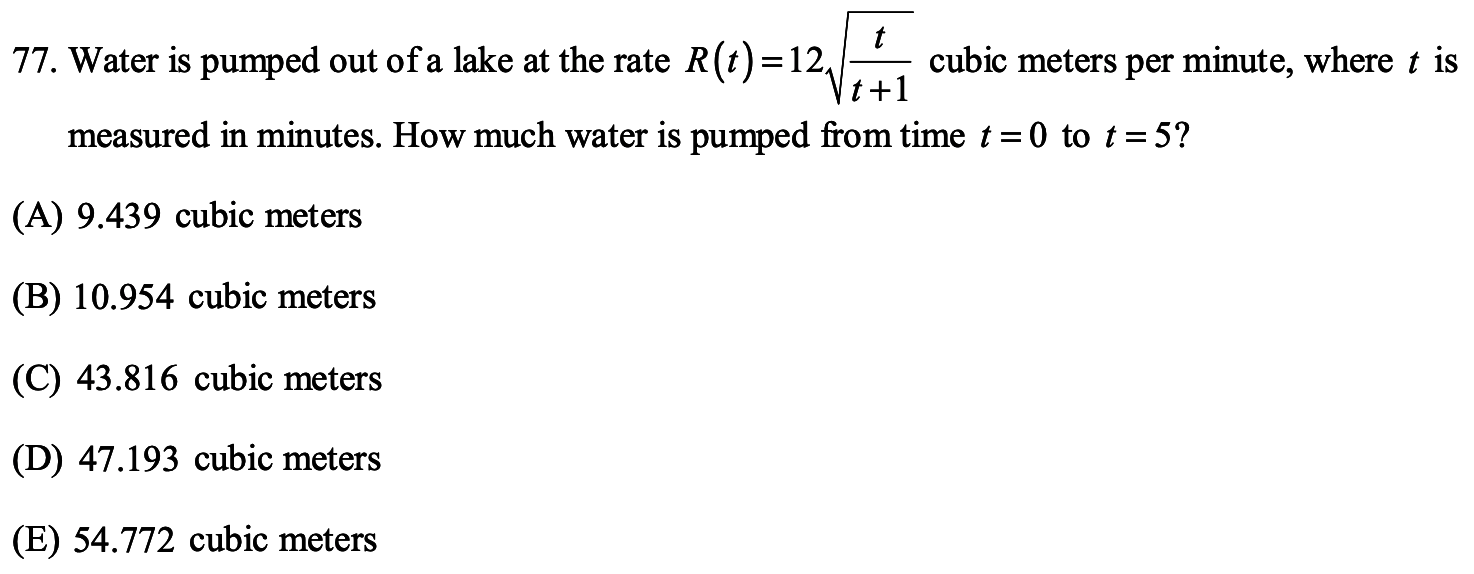 77. Water is pumped out of a lake at the rate R(t)=12√(t/(t+1)) cubic meters per minute, where t is
measured in minutes. How much water is pumped from time t = 0 to t = 5?
(A) 9.439 cubic meters
(B) 10.954 cubic meters
(C) 43.816 cubic meters
(D) 47.193 cubic meters
(E) 54.772 cubic meters